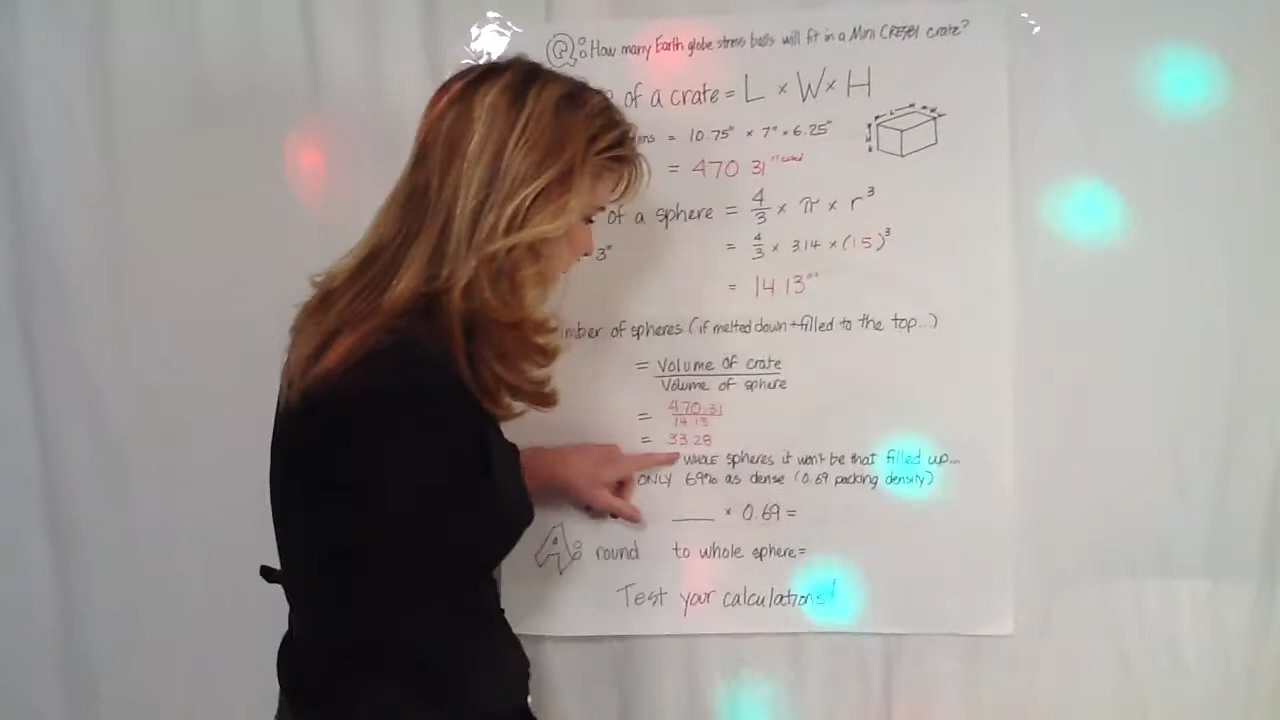 Q: How many Earth globe stress balls will fit in a Mini crate?
of a crate = L × W × H
ns = 10.75" × 7" × 6.25"
= 470.31
of a sphere = 4/3 × π × r³
3" = 4/3 × 3.14 × (1.5)³
= 14.13
mber of spheres (if melted down + filled to the top...)
= Volume of crate
Volume of sphere
= 470.31
14.13
= 33.28
WHOLE spheres it won't be that filled up...
ONLY 69% as dense (0.69 packing density)
___ × 0.69 =
A: round to whole sphere=
Test your calculations!